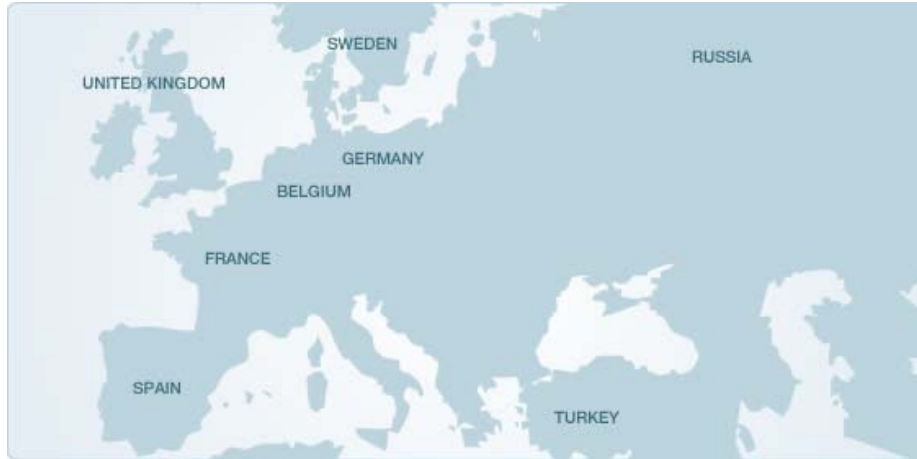 SWEDEN
RUSSIA
UNITED KINGDOM
GERMANY
BELGIUM
FRANCE
SPAIN
TURKEY